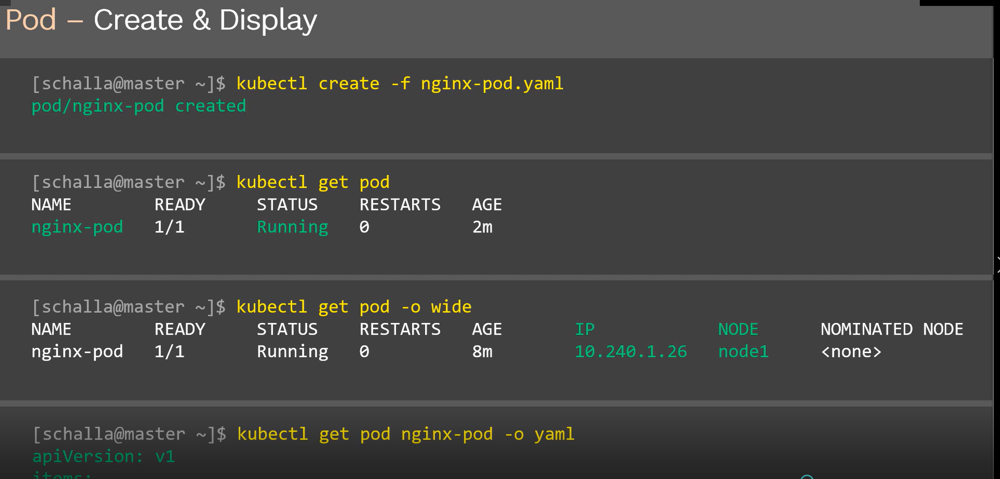 Pod – Create & Display
[schalla@master ~]$ kubectl create -f nginx-pod.yaml
pod/nginx-pod created
[schalla@master ~]$ kubectl get pod
NAME READY STATUS RESTARTS AGE
nginx-pod 1/1 Running 0 2m
[schalla@master ~]$ kubectl get pod -o wide
NAME READY STATUS RESTARTS AGE IP NODE NOMINATED NODE
nginx-pod 1/1 Running 0 8m 10.240.1.26 node1 <none>
[schalla@master ~]$ kubectl get pod nginx-pod -o yaml
apiVersion: v1
items: